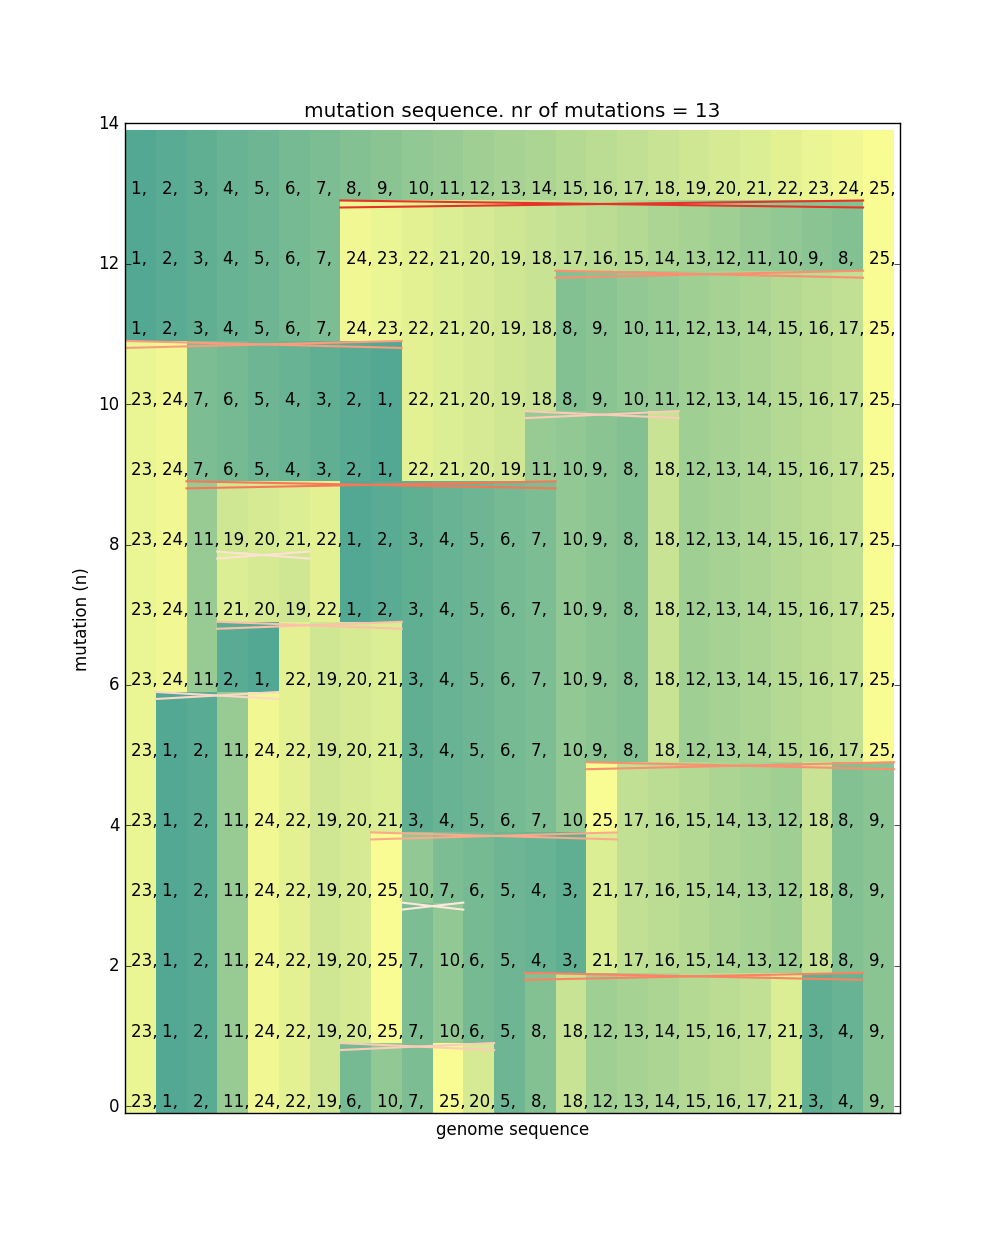 mutation sequence. nr of mutations = 13
14
1, 2, 3, 4, 5, 6, 7, 8, 9, 10, 11, 12, 13, 14, 15, 16, 17, 18, 19, 20, 21, 22, 23, 24, 25,
12 1, 2, 3, 4, 5, 6, 7, 24, 23, 22, 21, 20, 19, 18, 17, 16, 15, 14, 13, 12, 11, 10, 9, 8, 25,
1, 2, 3, 4, 5, 6, 7, 24, 23, 22, 21, 20, 19, 18, 8, 9, 10, 11, 12, 13, 14, 15, 16, 17, 25,
10 23, 24, 7, 6, 5, 4, 3, 2, 1, 22, 21, 20, 19, 18, 8, 9, 10, 11, 12, 13, 14, 15, 16, 17, 25,
23, 24, 7, 6, 5, 4, 3, 2, 1, 22, 21, 20, 19, 11, 10, 9, 8, 18, 12, 13, 14, 15, 16, 17, 25,
8 23, 24, 11, 19, 20, 21, 22, 1, 2, 3, 4, 5, 6, 7, 10, 9, 8, 18, 12, 13, 14, 15, 16, 17, 25,
23, 24, 11, 21, 20, 19, 22, 1, 2, 3, 4, 5, 6, 7, 10, 9, 8, 18, 12, 13, 14, 15, 16, 17, 25,
6 23, 24, 11, 2, 1, 22, 19, 20, 21, 3, 4, 5, 6, 7, 10, 9, 8, 18, 12, 13, 14, 15, 16, 17, 25,
23, 1, 2, 11, 24, 22, 19, 20, 21, 3, 4, 5, 6, 7, 10, 9, 8, 18, 12, 13, 14, 15, 16, 17, 25,
4 23, 1, 2, 11, 24, 22, 19, 20, 21, 3, 4, 5, 6, 7, 10, 25, 17, 16, 15, 14, 13, 12, 18, 8, 9,
23, 1, 2, 11, 24, 22, 19, 20, 25, 10, 7, 6, 5, 4, 3, 21, 17, 16, 15, 14, 13, 12, 18, 8, 9,
2 23, 1, 2, 11, 24, 22, 19, 20, 25, 7, 10, 6, 5, 4, 3, 21, 17, 16, 15, 14, 13, 12, 18, 8, 9,
23, 1, 2, 11, 24, 22, 19, 20, 25, 7, 10, 6, 5, 8, 18, 12, 13, 14, 15, 16, 17, 21, 3, 4, 9,
0 23, 1, 2, 11, 24, 22, 19, 6, 10, 7, 25, 20, 5, 8, 18, 12, 13, 14, 15, 16, 17, 21, 3, 4, 9,
mutation (n)
genome sequence